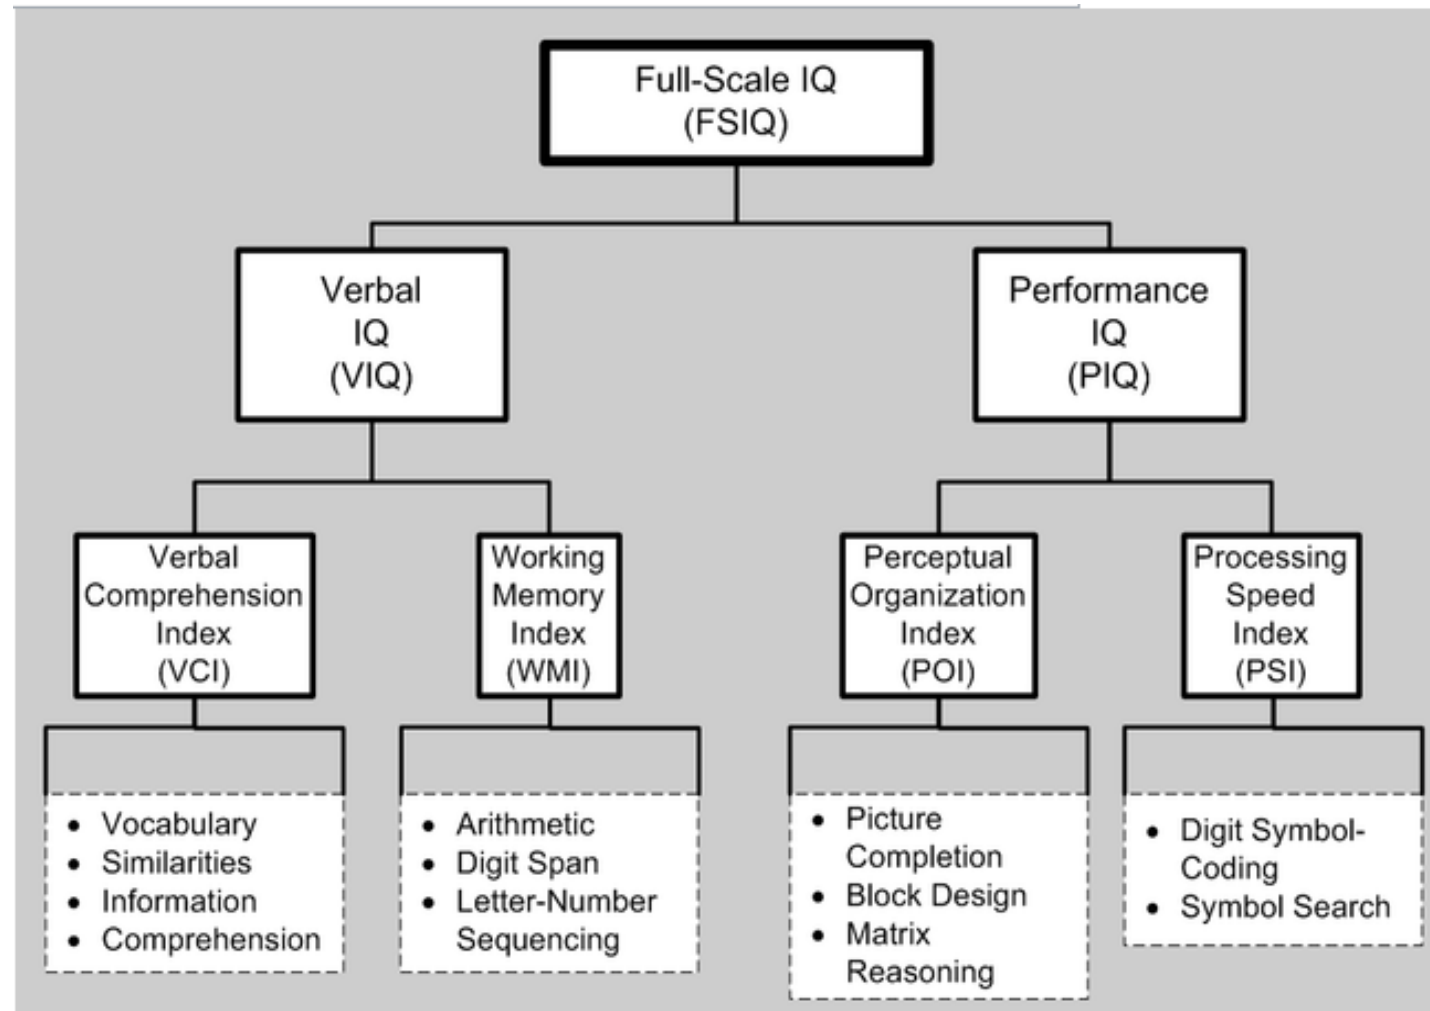 Full-Scale IQ
(FSIQ)
Verbal
IQ
(VIQ)
Performance
IQ
(PIQ)
Verbal
Comprehension
Index
(VCI)
Working
Memory
Index
(WMI)
Perceptual
Organization
Index
(POI)
Processing
Speed
Index
(PSI)
• Vocabulary
• Similarities
• Information
• Comprehension
• Arithmetic
• Digit Span
• Letter-Number
Sequencing
• Picture
Completion
• Block Design
• Matrix
Reasoning
• Digit Symbol-
Coding
• Symbol Search